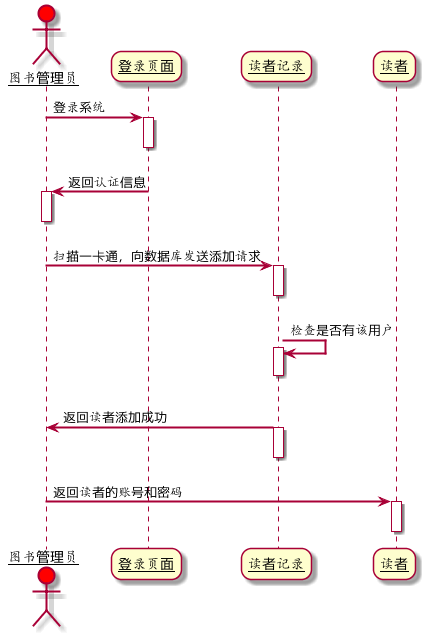 图书管理员
登录页面
读者记录
读者
登录系统
返回认证信息
扫描一卡通，向数据库发送添加请求
检查是否有该用户
返回读者添加成功
返回读者的账号和密码
图书管理员
登录页面
读者记录
读者